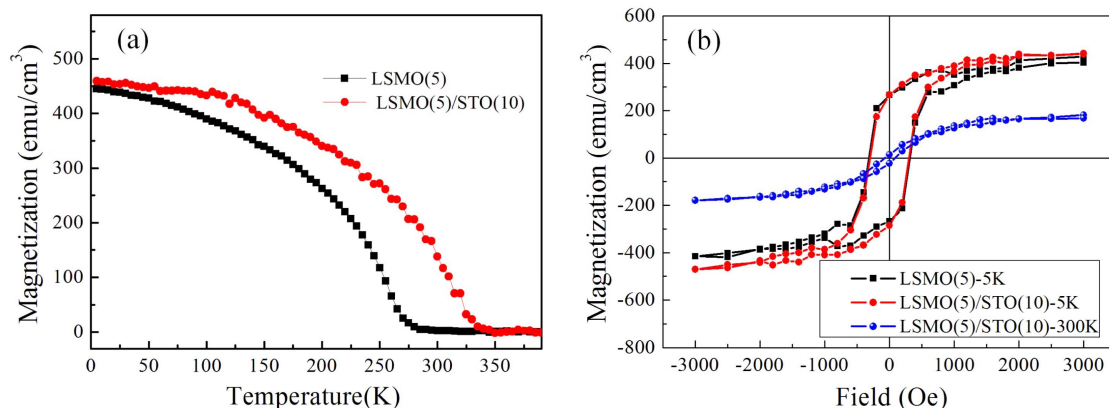 (a)
LSMO(5)
LSMO(5)/STO(10)
Magnetization (emu/cm³)
500
400
300
200
100
0
0 50 100 150 200 250 300 350
Temperature(K)
(b)
Magnetization (emu/cm³)
600
400
200
0
-200
-400
-600
-800
LSMO(5)-5K
LSMO(5)/STO(10)-5K
LSMO(5)/STO(10)-300K
-3000 -2000 -1000 0 1000 2000 3000
Field (Oe)